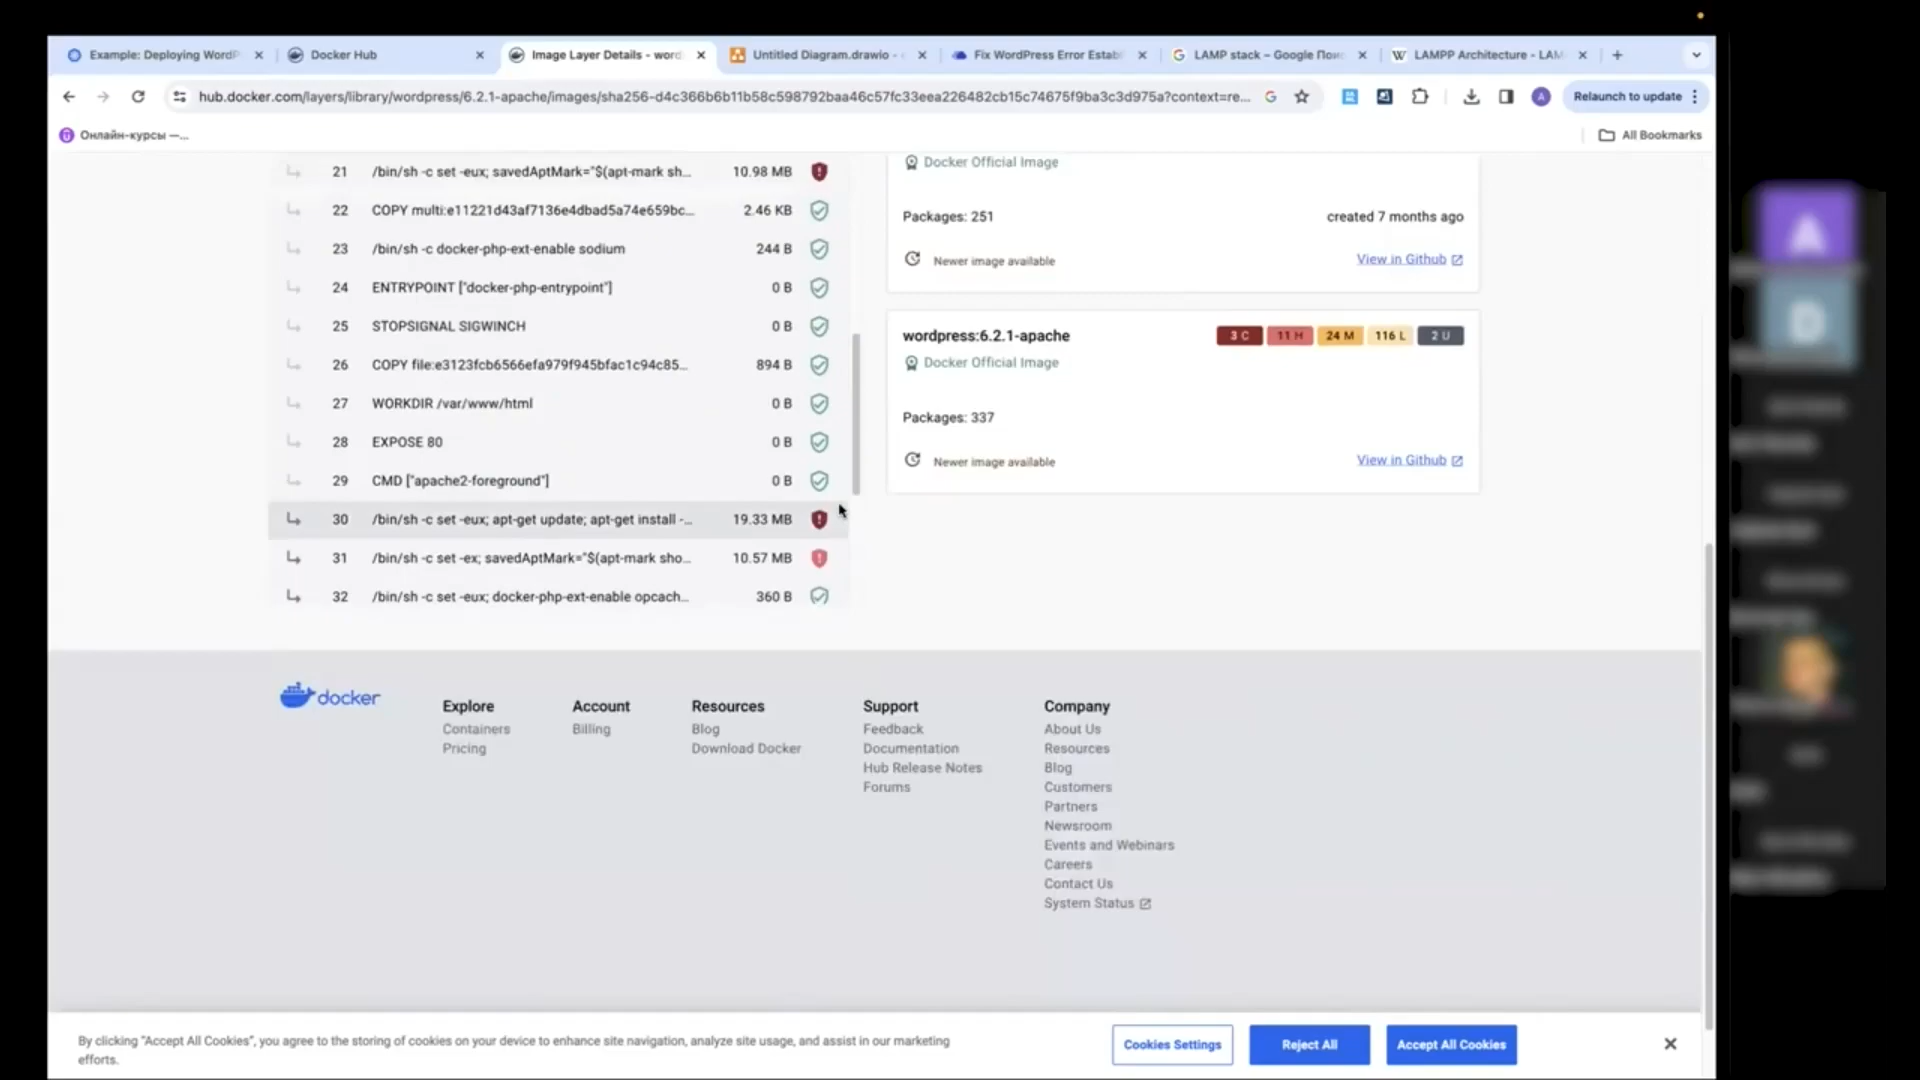 Example: Deploying WordP
Docker Hub
Image Layer Details - word
Untitled Diagram.drawio -
Fix WordPress Error Establ
LAMP stack – Google Пои
LAMPP Architecture - LAM
hub.docker.com/layers/library/wordpress/6.2.1-apache/images/sha256-d4c366b6b11b58c598792baa46c57fc33eea226482cb15c74675f9ba3c3d975a?context=re...
A
Relaunch to update
Онлайн-курсы —...
All Bookmarks
21 /bin/sh -c set -eux; savedAptMark="$(apt-mark sh... 10.98 MB
22 COPY multi:e11221d43af7136e4dbad5a74e659bc... 2.46 KB
23 /bin/sh -c docker-php-ext-enable sodium 244 B
24 ENTRYPOINT ["docker-php-entrypoint"] 0 B
25 STOPSIGNAL SIGWINCH 0 B
26 COPY file:e3123fcb6566efa979f945bfac1c94c85... 894 B
27 WORKDIR /var/www/html 0 B
28 EXPOSE 80 0 B
29 CMD ["apache2-foreground"] 0 B
30 /bin/sh -c set -eux; apt-get update; apt-get install -... 19.33 MB
31 /bin/sh -c set -ex; savedAptMark="$(apt-mark sho... 10.57 MB
32 /bin/sh -c set -eux; docker-php-ext-enable opcach... 360 B
Docker Official Image
Packages: 251
created 7 months ago
Newer image available
View in Github
wordpress:6.2.1-apache
3 C 11 H 24 M 116 L 2 U
Docker Official Image
Packages: 337
Newer image available
View in Github
docker
Explore
Containers
Pricing
Account
Billing
Resources
Blog
Download Docker
Support
Feedback
Documentation
Hub Release Notes
Forums
Company
About Us
Resources
Blog
Customers
Partners
Newsroom
Events and Webinars
Careers
Contact Us
System Status
By clicking "Accept All Cookies", you agree to the storing of cookies on your device to enhance site navigation, analyze site usage, and assist in our marketing
efforts.
Cookies Settings
Reject All
Accept All Cookies
A
D